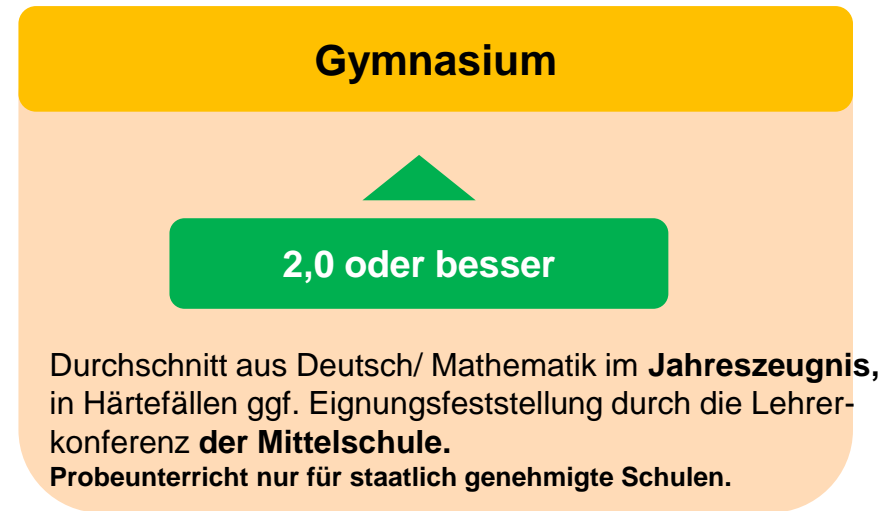 Gymnasium
2,0 oder besser
Durchschnitt aus Deutsch/ Mathematik im Jahreszeugnis,
in Härtefällen ggf. Eignungsfeststellung durch die Lehrer-
konferenz der Mittelschule.
Probeunterricht nur für staatlich genehmigte Schulen.